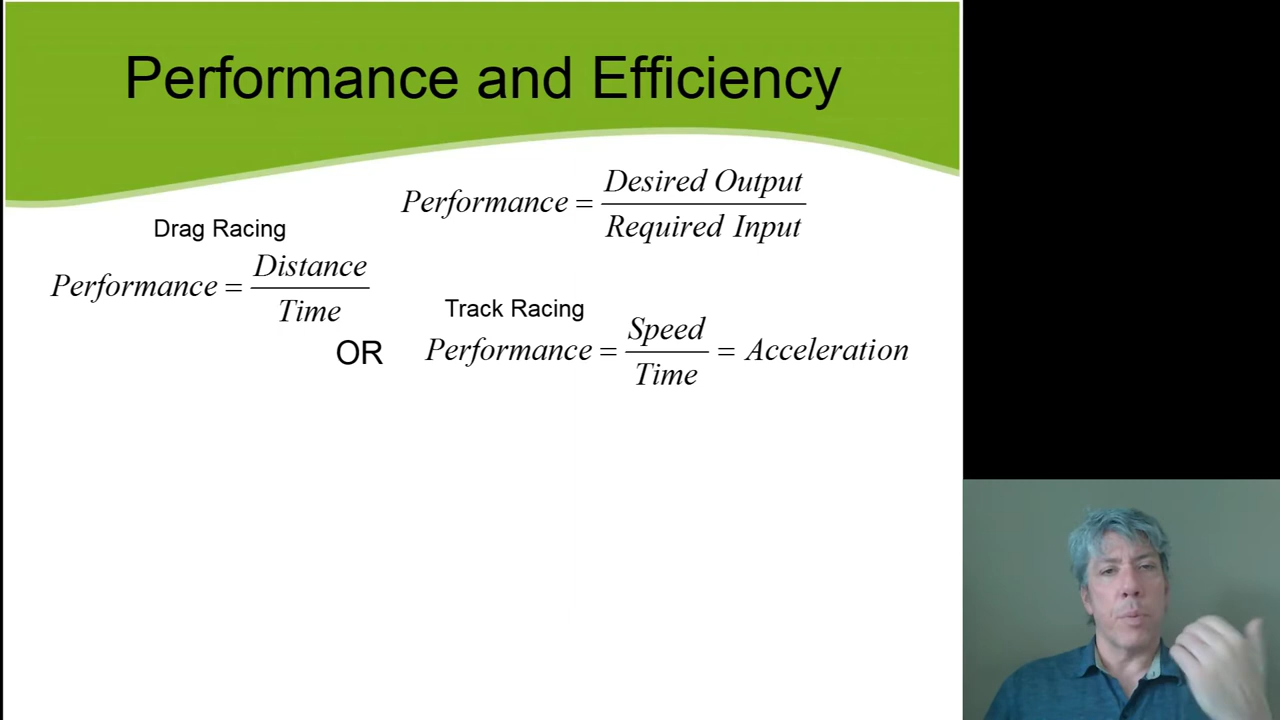 Performance and Efficiency
Performance = Desired Output / Required Input
Drag Racing
Performance = Distance / Time
OR
Track Racing
Performance = Speed / Time = Acceleration